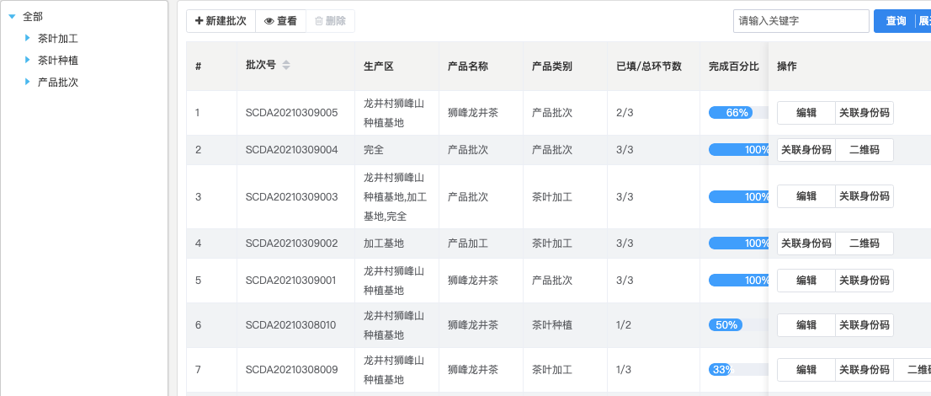 全部
茶叶加工
茶叶种植
产品批次
新建批次 查看 删除 请输入关键字 查询
# 批次号 生产区 产品名称 产品类别 已填/总环节数 完成百分比 操作
1 SCDA20210309005 龙井村狮峰山 狮峰龙井茶 产品批次 2/3 66% 编辑 关联身份码
种植基地
2 SCDA20210309004 完全 产品批次 产品批次 3/3 100% 关联身份码 二维码
3 SCDA20210309003 龙井村狮峰山 产品批次 茶叶加工 3/3 100% 编辑 关联身份码
种植基地,加工
基地,完全
4 SCDA20210309002 加工基地 产品加工 茶叶加工 3/3 100% 关联身份码 二维码
5 SCDA20210309001 龙井村狮峰山 狮峰龙井茶 产品批次 3/3 100% 编辑 关联身份码
种植基地
6 SCDA20210308010 龙井村狮峰山 狮峰龙井茶 茶叶种植 1/2 50% 编辑 关联身份码
种植基地
7 SCDA20210308009 龙井村狮峰山 狮峰龙井茶 茶叶加工 1/3 33% 编辑 关联身份码 二维
种植基地